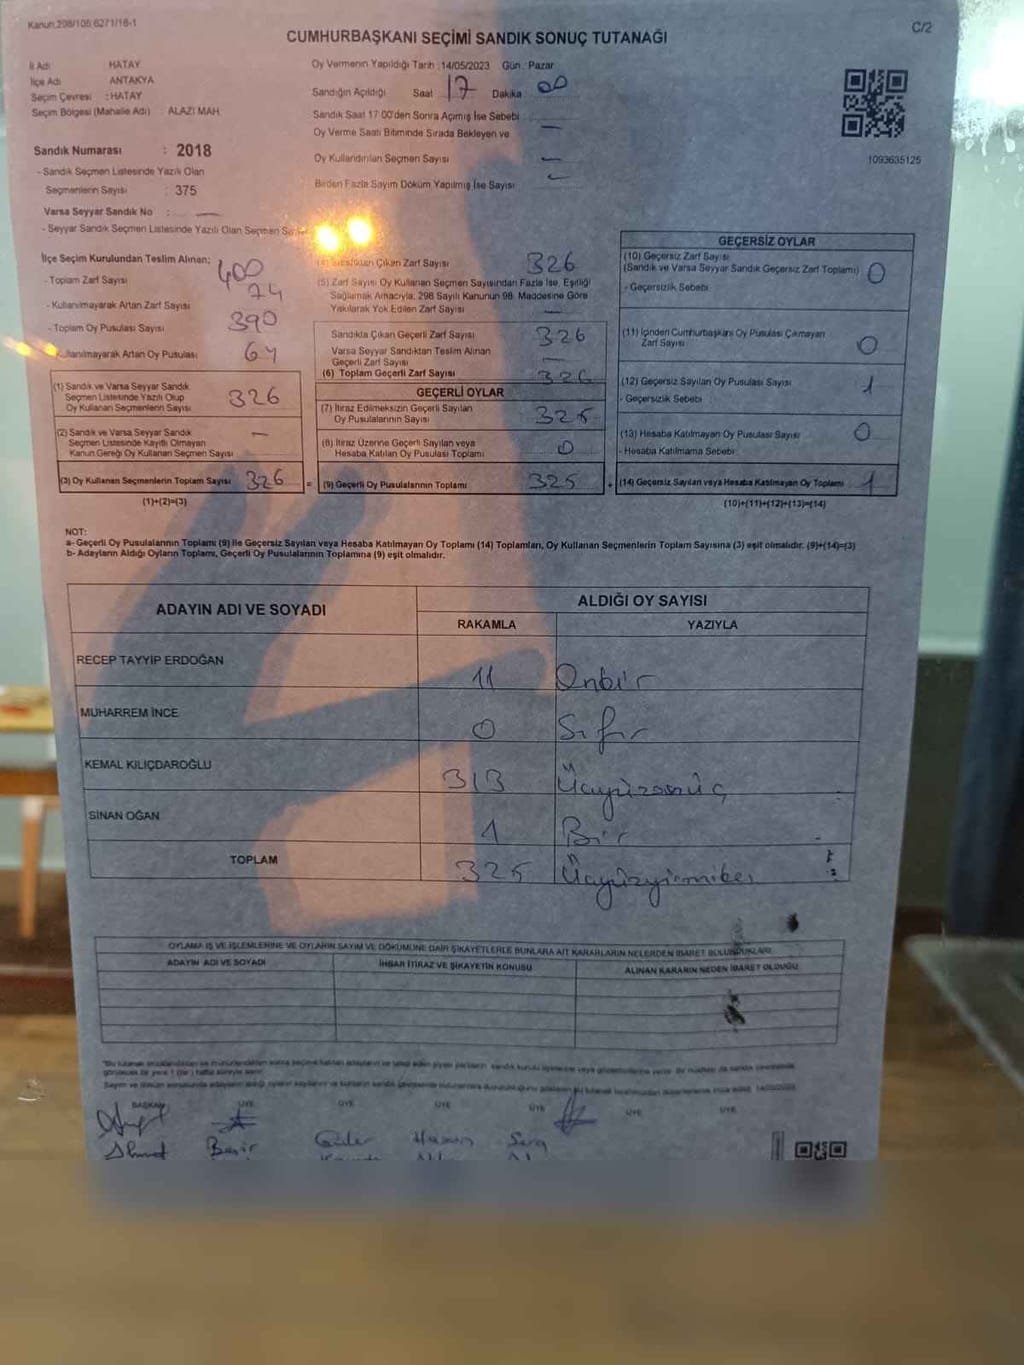 Kanun 298/105,6271/16-1
C/2
CUMHURBAŞKANI SEÇİMİ SANDIK SONUÇ TUTANAĞI
İl Adı HATAY
İlçe Adı ANTAKYA
Seçim Çevresi : HATAY
Seçim Bölgesi (Mahalle Adı) ALAZI MAH
Sandık Numarası : 2018
- Sandık Seçmen Listesinde Yazılı Olan
Seçmenlerin Sayısı : 375
Varsa Seyyar Sandık No : —
- Seyyar Sandık Seçmen Listesinde Yazılı Olan Seçmen
Oy Vermenin Yapıldığı Tarih : 14/05/2023 Gün : Pazar
Sandığın Açıldığı Saat 17 Dakika 00
Sandık Saat 17 00'den Sonra Açımış İse Sebebi
Oy Verme Saati Bitiminde Sırada Bekleyen ve —
Oy Kullandırılan Seçmen Sayısı —
Birden Fazla Sayım Döküm Yapılmış İse Sayısı —
1093635125
İlçe Seçim Kurulundan Teslim Alınan;
- Toplam Zarf Sayısı 400
- Kullanılmayarak Artan Zarf Sayısı 74
- Toplam Oy Pusulası Sayısı 390
Kullanılmayarak Artan Oy Pusulası 64
(1) Sandık ve Varsa Seyyar Sandık
Seçmen Listesinde Yazılı Olup
Oy Kullanan Seçmenlerin Sayısı 326
(2) Sandık ve Varsa Seyyar Sandık
Seçmen Listesinde Kayıtlı Olmayan
Kanun Gereği Oy Kullanan Seçmen Sayısı —
(3) Oy Kullanan Seçmenlerin Toplam Sayısı 326
(1)+(2)=(3)
Çıkan Zarf Sayısı 326
(5) Zarf Sayısı Oy Kullanan Seçmen Sayısından Fazla İse, Eşitliği
Sağlamak Amacıyla, 298 Sayılı Kanunun 98. Maddesine Göre
Yakılarak Yok Edilen Zarf Sayısı —
Sandıkta Çıkan Geçerli Zarf Sayısı 326
Varsa Seyyar Sandıktan Teslim Alınan
Geçerli Zarf Sayısı —
(6) Toplam Geçerli Zarf Sayısı 326
GEÇERLİ OYLAR
(7) İtiraz Edilmeksizin Geçerli Sayılan
Oy Pusulalarının Sayısı 325
(8) İtiraz Üzerine Geçerli Sayılan veya
Hesaba Katılan Oy Pusulası Toplamı 0
= (9) Geçerli Oy Pusulalarının Toplamı 325
GEÇERSİZ OYLAR
(10) Geçersiz Zarf Sayısı
(Sandık ve Varsa Seyyar Sandık Geçersiz Zarf Toplamı) 0
- Geçersizlik Sebebi
(11) İçinden Cumhurbaşkanı Oy Pusulası Çıkmayan
Zarf Sayısı 0
(12) Geçersiz Sayılan Oy Pusulası Sayısı 1
- Geçersizlik Sebebi
(13) Hesaba Katılmayan Oy Pusulası Sayısı 0
- Hesaba Katılmama Sebebi
+ (14) Geçersiz Sayılan veya Hesaba Katılmayan Oy Toplamı 1
(10)+(11)+(12)+(13)=(14)
NOT:
a- Geçerli Oy Pusulalarının Toplamı (9) ile Geçersiz Sayılan veya Hesaba Katılmayan Oy Toplamı (14) Toplamları, Oy Kullanan Seçmenlerin Toplam Sayısına (3) eşit olmalıdır. (9)+(14)=(3)
b- Adayların Aldığı Oyların Toplamı, Geçerli Oy Pusulalarının Toplamına (9) eşit olmalıdır.
ADAYIN ADI VE SOYADI
ALDIĞI OY SAYISI
RAKAMLA YAZIYLA
RECEP TAYYİP ERDOĞAN 11 Onbir
MUHARREM İNCE 0 Sıfır
KEMAL KILIÇDAROĞLU 313 Üçyüzonüç
SİNAN OĞAN 1 Bir
TOPLAM 325 Üçyüzyirmibeş
OYLAMA İŞ VE İŞLEMLERİNE VE OYLARIN SAYIM VE DÖKÜMÜNE DAİR ŞİKAYETLERLE BUNLARA AİT KARARLARIN NELERDEN İBARET BULUNDUKLARI
ADAYIN ADI VE SOYADI İHBAR İTİRAZ VE ŞİKAYETİN KONUSU ALINAN KARARIN NEDEN İBARET OLDUĞU
BAŞKAN ÜYE ÜYE ÜYE ÜYE ÜYE ÜYE
Ahmet